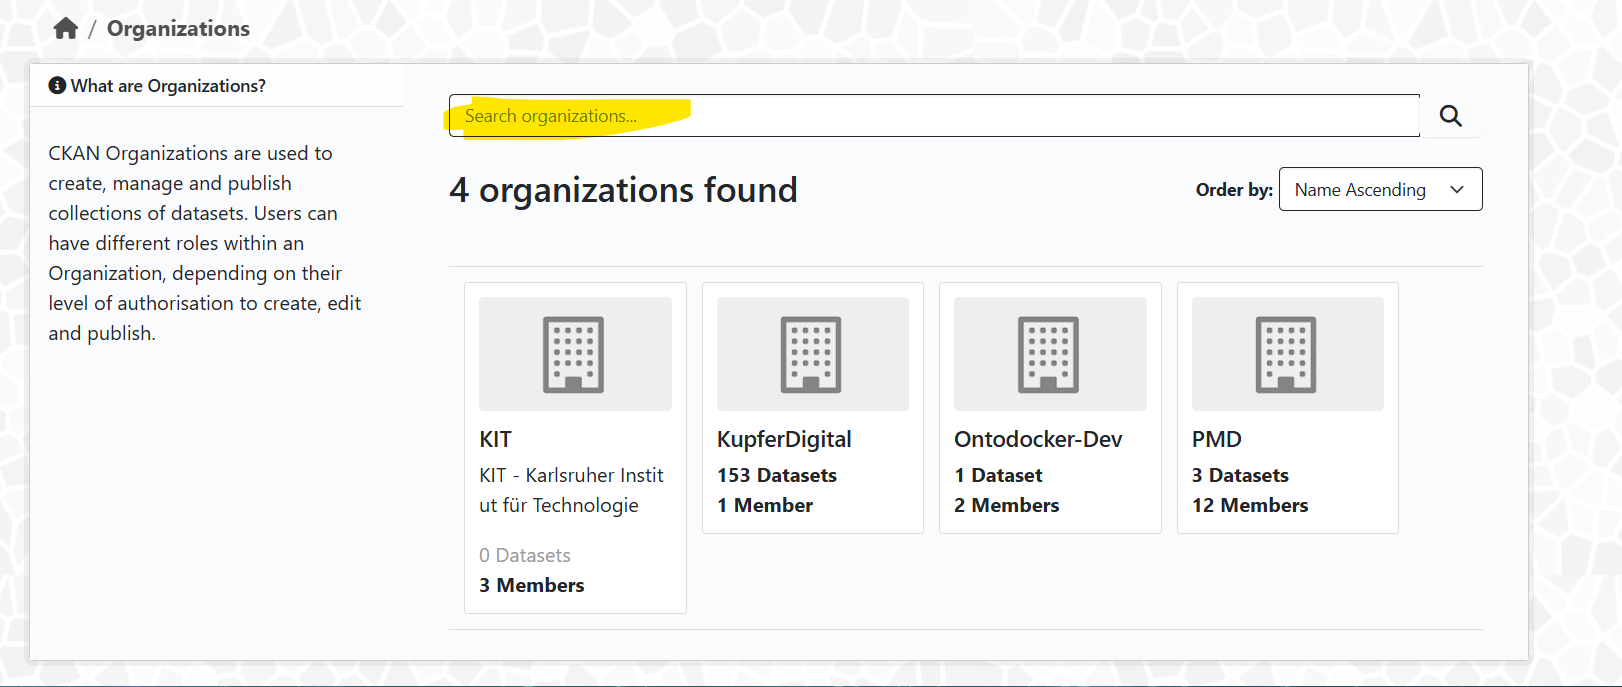 / Organizations
What are Organizations?
CKAN Organizations are used to
create, manage and publish
collections of datasets. Users can
have different roles within an
Organization, depending on their
level of authorisation to create, edit
and publish.
Search organizations...
4 organizations found
Order by: Name Ascending
KIT
KIT - Karlsruher Instit
ut für Technologie
0 Datasets
3 Members
KupferDigital
153 Datasets
1 Member
Ontodocker-Dev
1 Dataset
2 Members
PMD
3 Datasets
12 Members